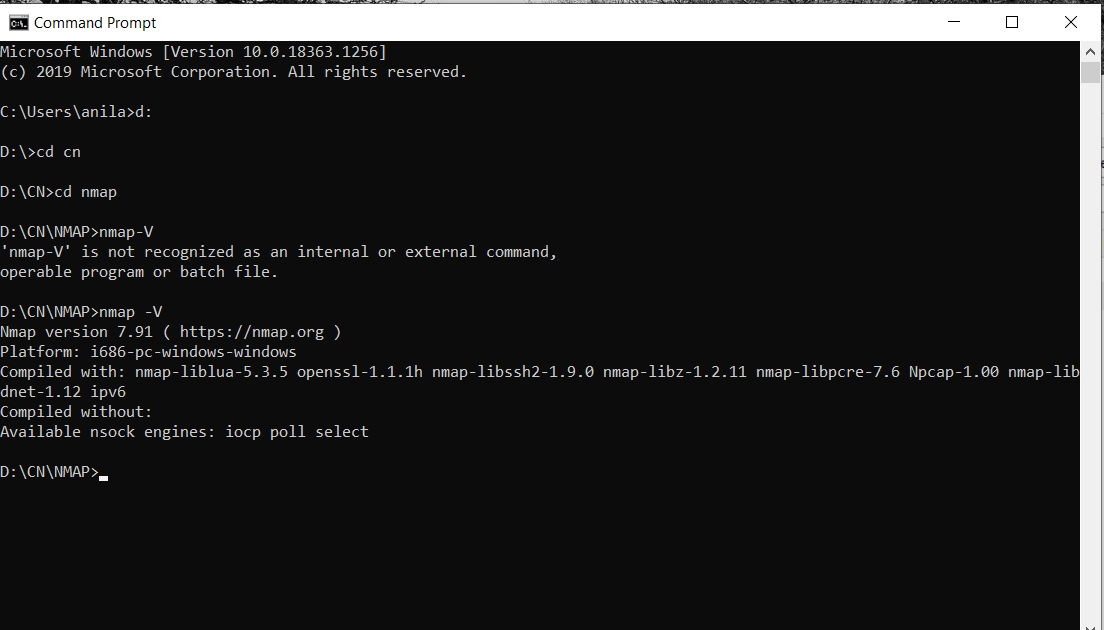 Command Prompt
Microsoft Windows [Version 10.0.18363.1256]
(c) 2019 Microsoft Corporation. All rights reserved.
C:\Users\anila>d:
D:\>cd cn
D:\CN>cd nmap
D:\CN\NMAP>nmap-V
'nmap-V' is not recognized as an internal or external command,
operable program or batch file.
D:\CN\NMAP>nmap -V
Nmap version 7.91 ( https://nmap.org )
Platform: i686-pc-windows-windows
Compiled with: nmap-liblua-5.3.5 openssl-1.1.1h nmap-libssh2-1.9.0 nmap-libz-1.2.11 nmap-libpcre-7.6 Npcap-1.00 nmap-lib
dnet-1.12 ipv6
Compiled without:
Available nsock engines: iocp poll select
D:\CN\NMAP>